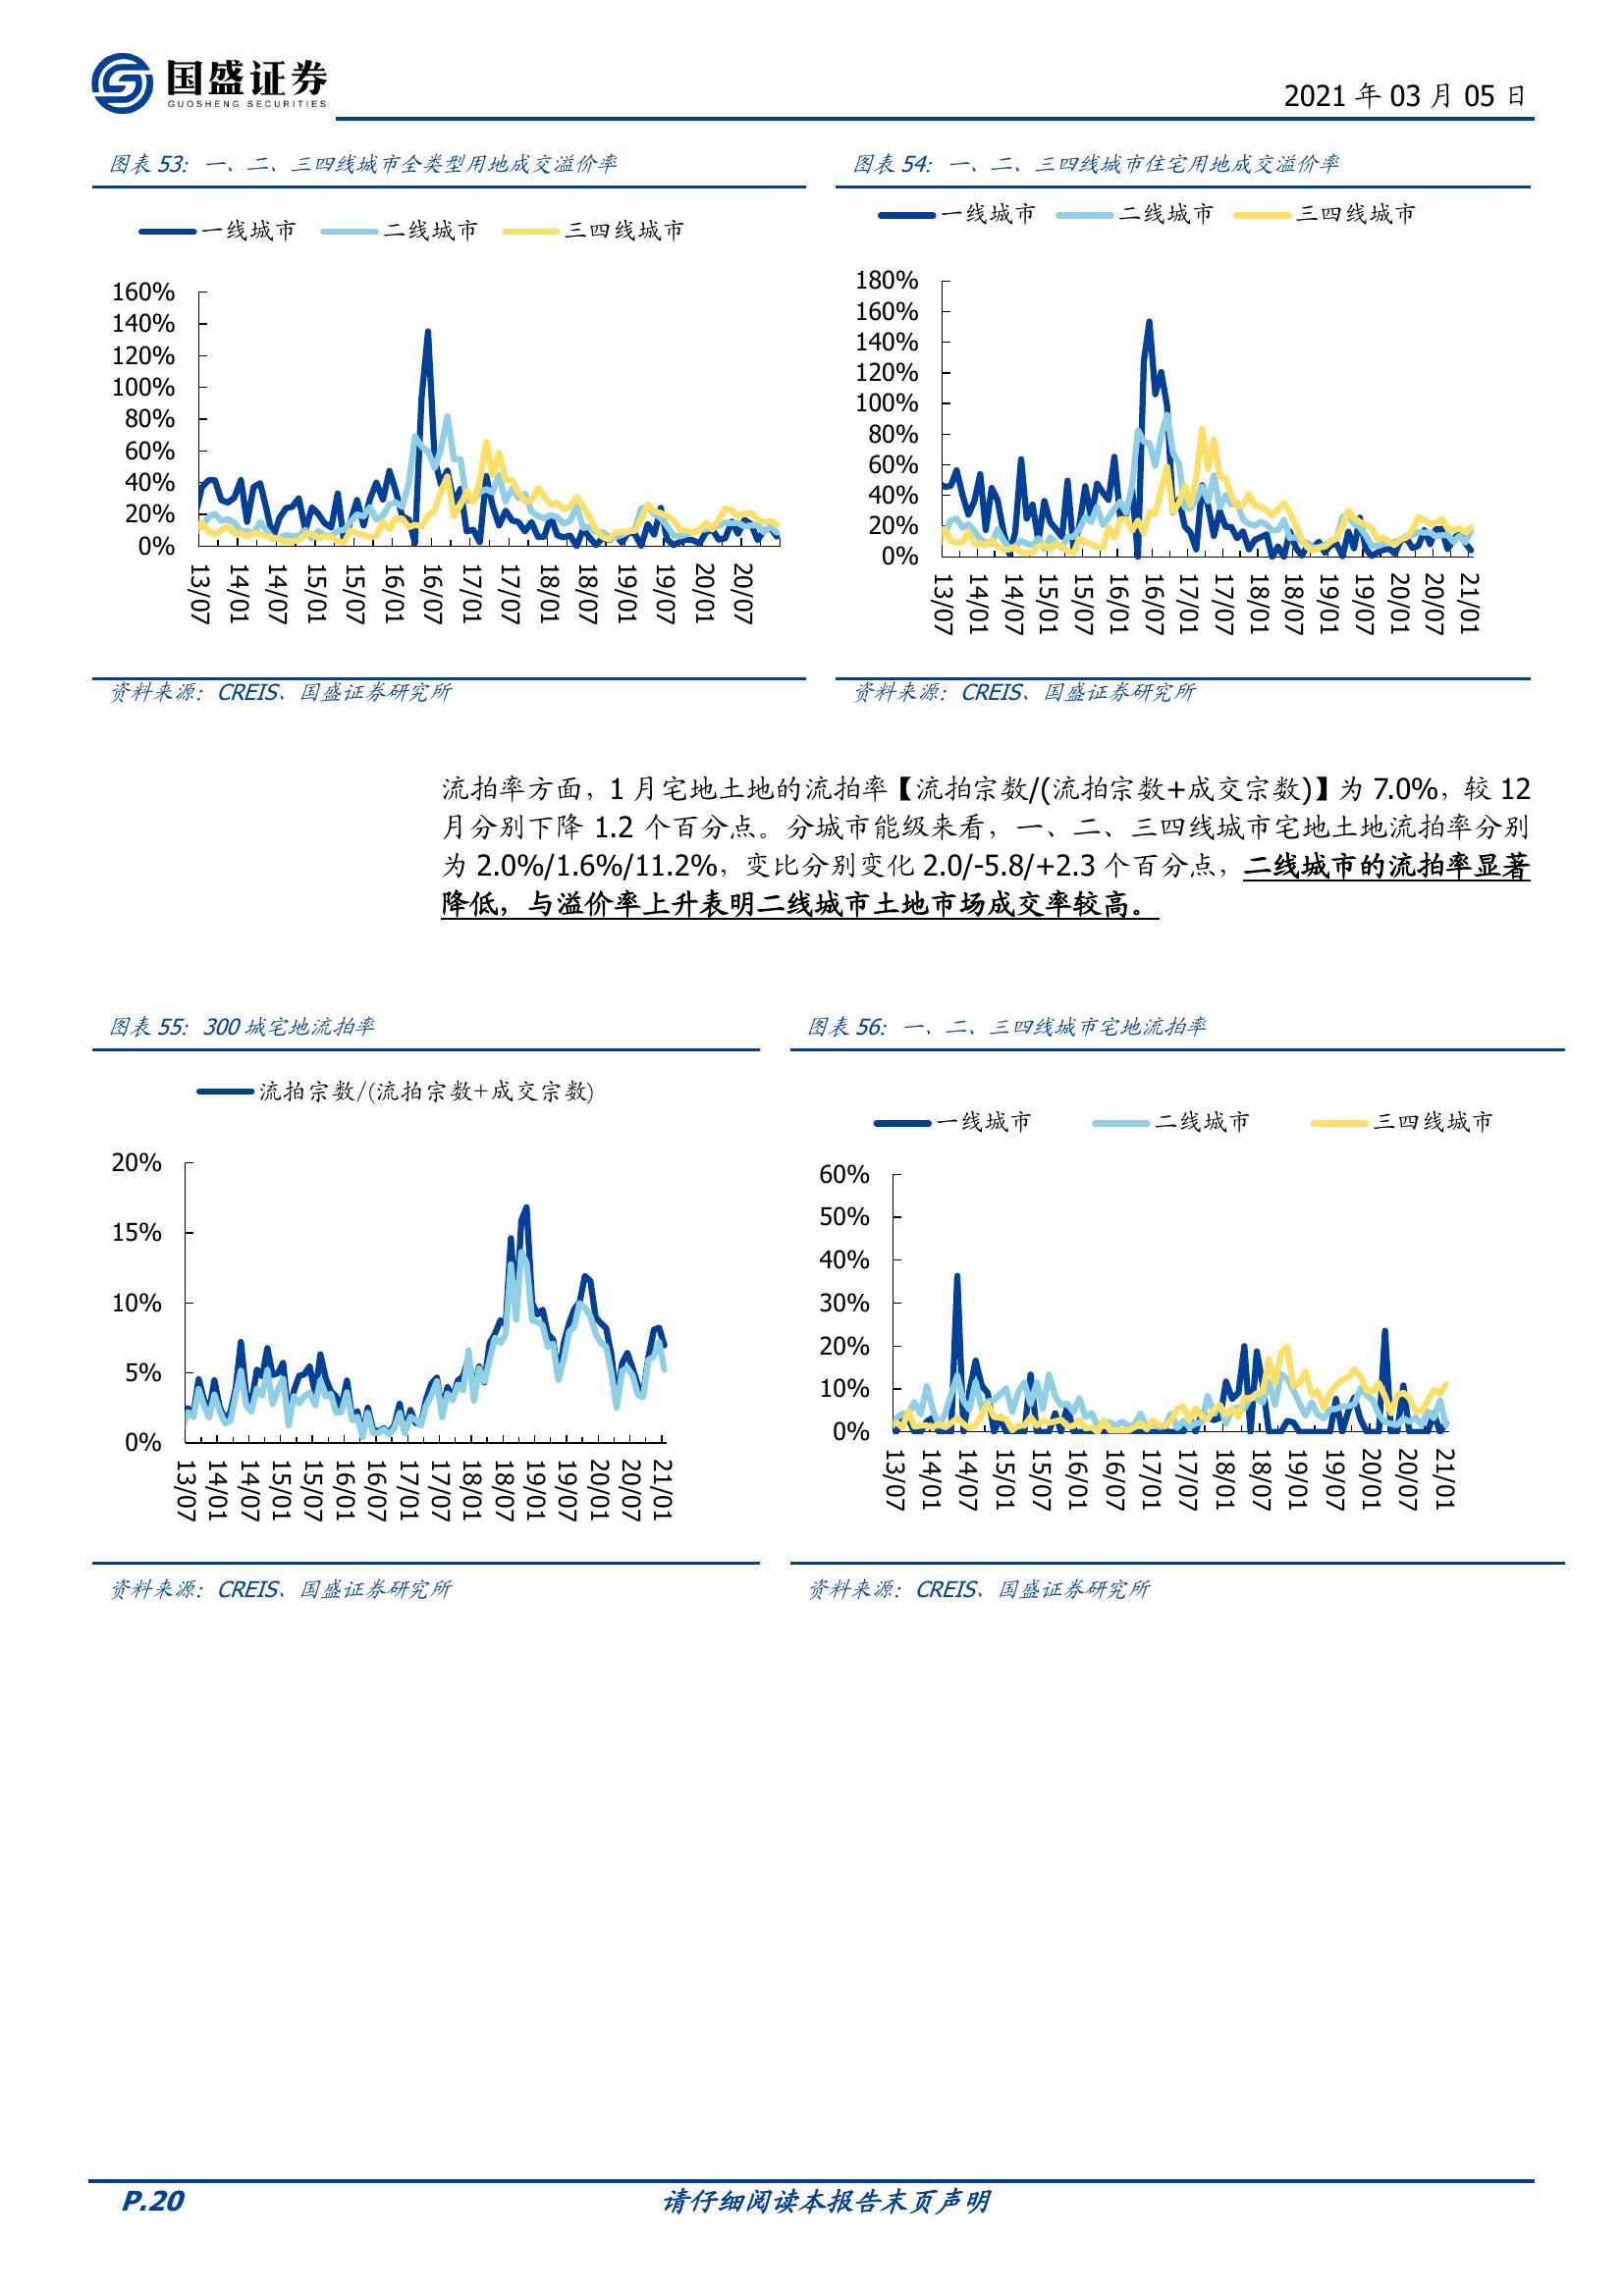 国盛证券
GUOSHENG SECURITIES
2021 年 03 月 05 日
图表 53：一、二、三四线城市全类型用地成交溢价率
一线城市 二线城市 三四线城市
160%
140%
120%
100%
80%
60%
40%
20%
0%
13/07 14/01 14/07 15/01 15/07 16/01 16/07 17/01 17/07 18/01 18/07 19/01 19/07 20/01 20/07
资料来源：CREIS、国盛证券研究所
图表 54：一、二、三四线城市住宅用地成交溢价率
一线城市 二线城市 三四线城市
180%
160%
140%
120%
100%
80%
60%
40%
20%
0%
13/07 14/01 14/07 15/01 15/07 16/01 16/07 17/01 17/07 18/01 18/07 19/01 19/07 20/01 20/07 21/01
资料来源：CREIS、国盛证券研究所
流拍率方面，1 月宅地土地的流拍率【流拍宗数/(流拍宗数+成交宗数)】为 7.0%，较 12
月分别下降 1.2 个百分点。分城市能级来看，一、二、三四线城市宅地土地流拍率分别
为 2.0%/1.6%/11.2%，变比分别变化 2.0/-5.8/+2.3 个百分点，二线城市的流拍率显著
降低，与溢价率上升表明二线城市土地市场成交率较高。
图表 55：300 城宅地流拍率
流拍宗数/(流拍宗数+成交宗数)
20%
15%
10%
5%
0%
13/07 14/01 14/07 15/01 15/07 16/01 16/07 17/01 17/07 18/01 18/07 19/01 19/07 20/01 20/07 21/01
资料来源：CREIS、国盛证券研究所
图表 56：一、二、三四线城市宅地流拍率
一线城市 二线城市 三四线城市
60%
50%
40%
30%
20%
10%
0%
13/07 14/01 14/07 15/01 15/07 16/01 16/07 17/01 17/07 18/01 18/07 19/01 19/07 20/01 20/07 21/01
资料来源：CREIS、国盛证券研究所
P.20
请仔细阅读本报告末页声明